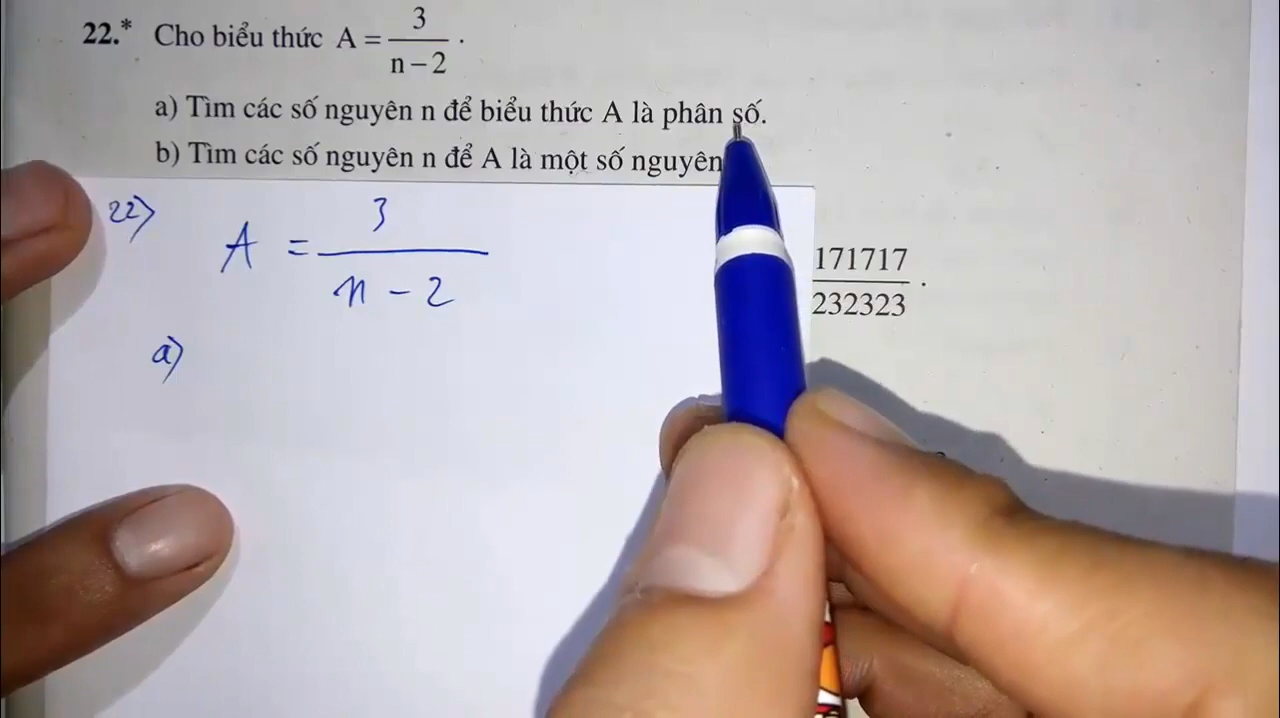 22.* Cho biểu thức A = 3/(n−2) .
a) Tìm các số nguyên n để biểu thức A là phân số.
b) Tìm các số nguyên n để A là một số nguyên
22) A = 3/(n - 2)
171717/232323 .
a)